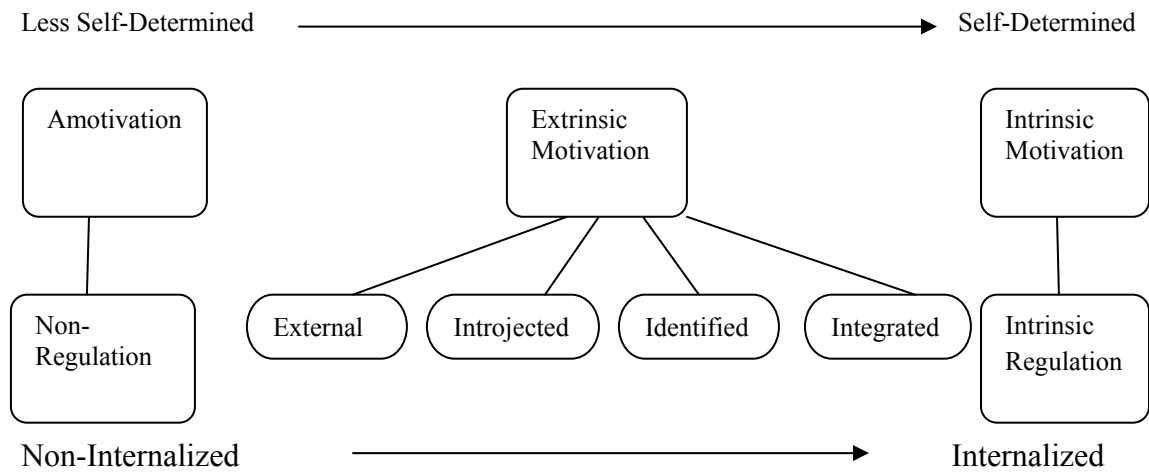 Less Self-Determined
Self-Determined
Amotivation
Extrinsic
Motivation
Intrinsic
Motivation
Non-
Regulation
External
Introjected
Identified
Integrated
Intrinsic
Regulation
Non-Internalized
Internalized